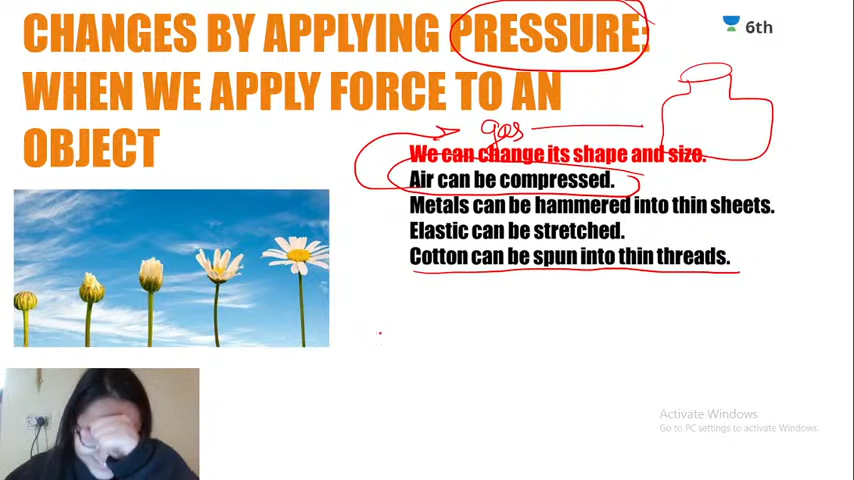 CHANGES BY APPLYING PRESSURE:
WHEN WE APPLY FORCE TO AN
OBJECT
6th
gas
We can change its shape and size.
Air can be compressed.
Metals can be hammered into thin sheets.
Elastic can be stretched.
Cotton can be spun into thin threads.
Activate Windows
Go to PC settings to activate Windows.